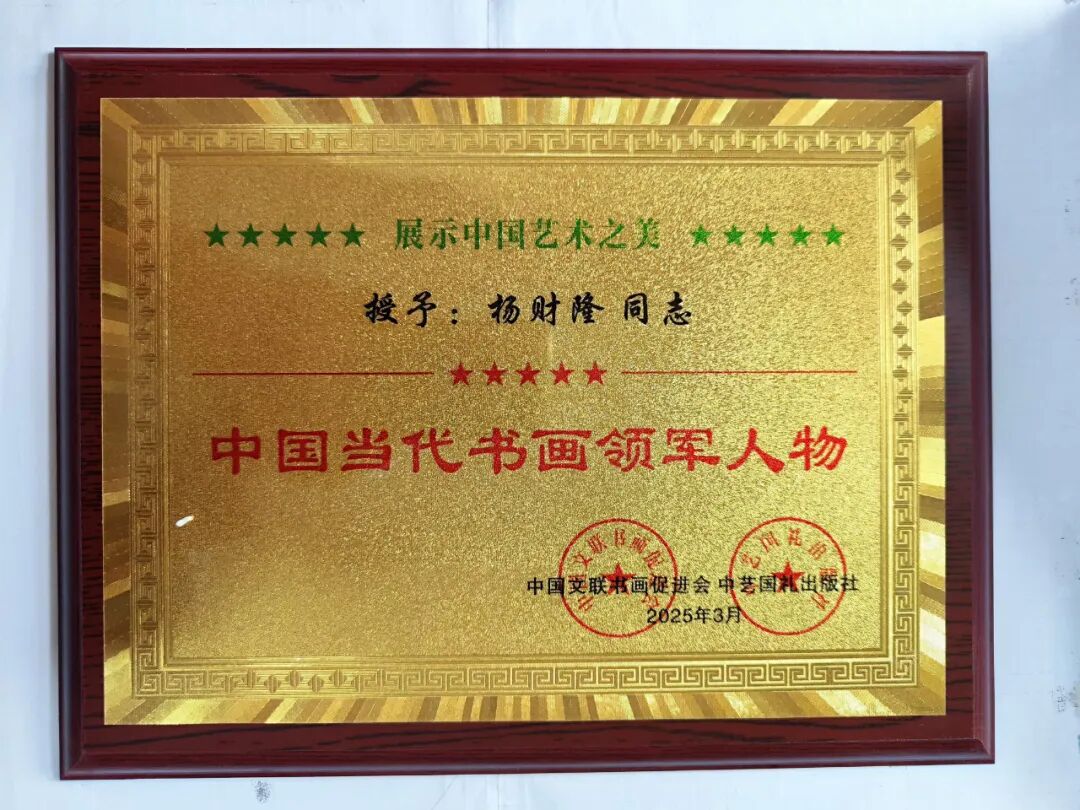 ★★★★★ 展示中国艺术之美 ★★★★★
授予：杨财隆 同志
★★★★★
中国当代书画领军人物
中国文联书画促进会 中艺国礼出版社
2025年3月